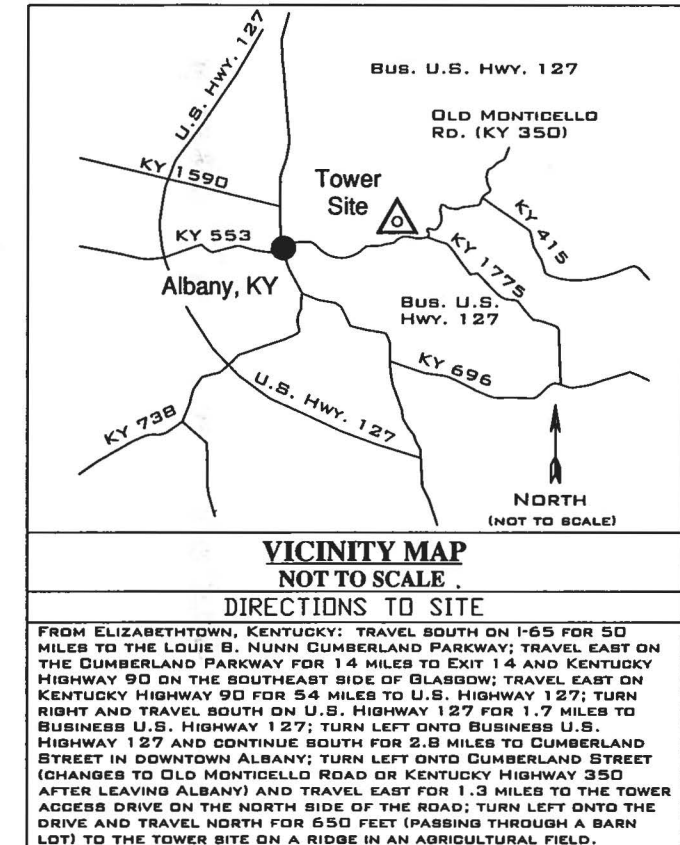 U.S. HWY. 127
BUS. U.S. HWY. 127
OLD MONTICELLO
RD. (KY 350)
KY 1590
Tower
Site
KY 415
KY 553
KY 1775
Albany, KY
BUS. U.S.
HWY. 127
KY 696
U.S. HWY. 127
KY 738
NORTH
(NOT TO SCALE)
VICINITY MAP
NOT TO SCALE
DIRECTIONS TO SITE
FROM ELIZABETHTOWN, KENTUCKY: TRAVEL SOUTH ON I-65 FOR 50
MILES TO THE LOUIE B. NUNN CUMBERLAND PARKWAY; TRAVEL EAST ON
THE CUMBERLAND PARKWAY FOR 14 MILES TO EXIT 14 AND KENTUCKY
HIGHWAY 90 ON THE SOUTHEAST SIDE OF GLASGOW; TRAVEL EAST ON
KENTUCKY HIGHWAY 90 FOR 54 MILES TO U.S. HIGHWAY 127; TURN
RIGHT AND TRAVEL SOUTH ON U.S. HIGHWAY 127 FOR 1.7 MILES TO
BUSINESS U.S. HIGHWAY 127; TURN LEFT ONTO BUSINESS U.S.
HIGHWAY 127 AND CONTINUE SOUTH FOR 2.8 MILES TO CUMBERLAND
STREET IN DOWNTOWN ALBANY; TURN LEFT ONTO CUMBERLAND STREET
(CHANGES TO OLD MONTICELLO ROAD OR KENTUCKY HIGHWAY 350
AFTER LEAVING ALBANY) AND TRAVEL EAST FOR 1.3 MILES TO THE TOWER
ACCESS DRIVE ON THE NORTH SIDE OF THE ROAD; TURN LEFT ONTO THE
DRIVE AND TRAVEL NORTH FOR 650 FEET (PASSING THROUGH A BARN
LOT) TO THE TOWER SITE ON A RIDGE IN AN AGRICULTURAL FIELD.